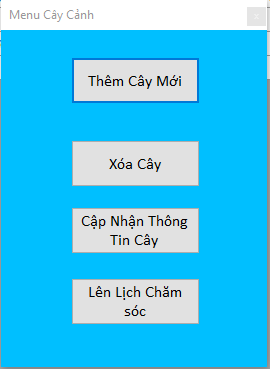 Menu Cây Cảnh
Thêm Cây Mới
Xóa Cây
Cập Nhận Thông
Tin Cây
Lên Lịch Chăm
sóc